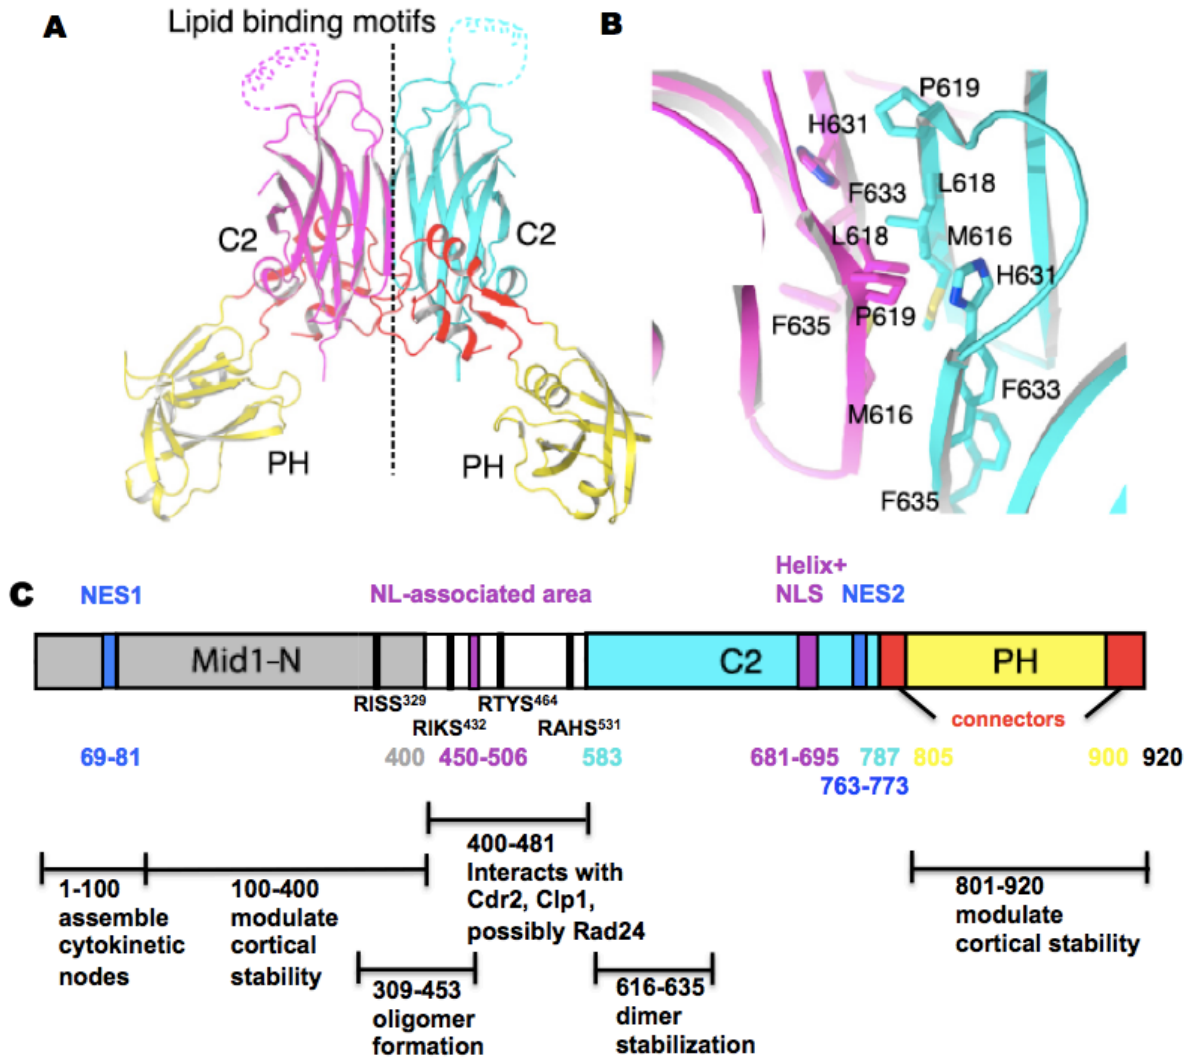 A
Lipid binding motifs
C2
C2
PH
PH
B
P619
H631
F633
L618
L618
M616
H631
F635
P619
F633
M616
F635
C
NES1
NL-associated area
Helix+
NLS
NES2
Mid1-N
C2
PH
RISS329
RIKS432
RTYS464
RAHS531
connectors
69-81
400
450-506
583
681-695
787
805
900
920
763-773
1-100
assemble
cytokinetic
nodes
100-400
modulate
cortical
stability
400-481
Interacts with
Cdr2, Clp1,
possibly Rad24
309-453
oligomer
formation
616-635
dimer
stabilization
801-920
modulate
cortical stability